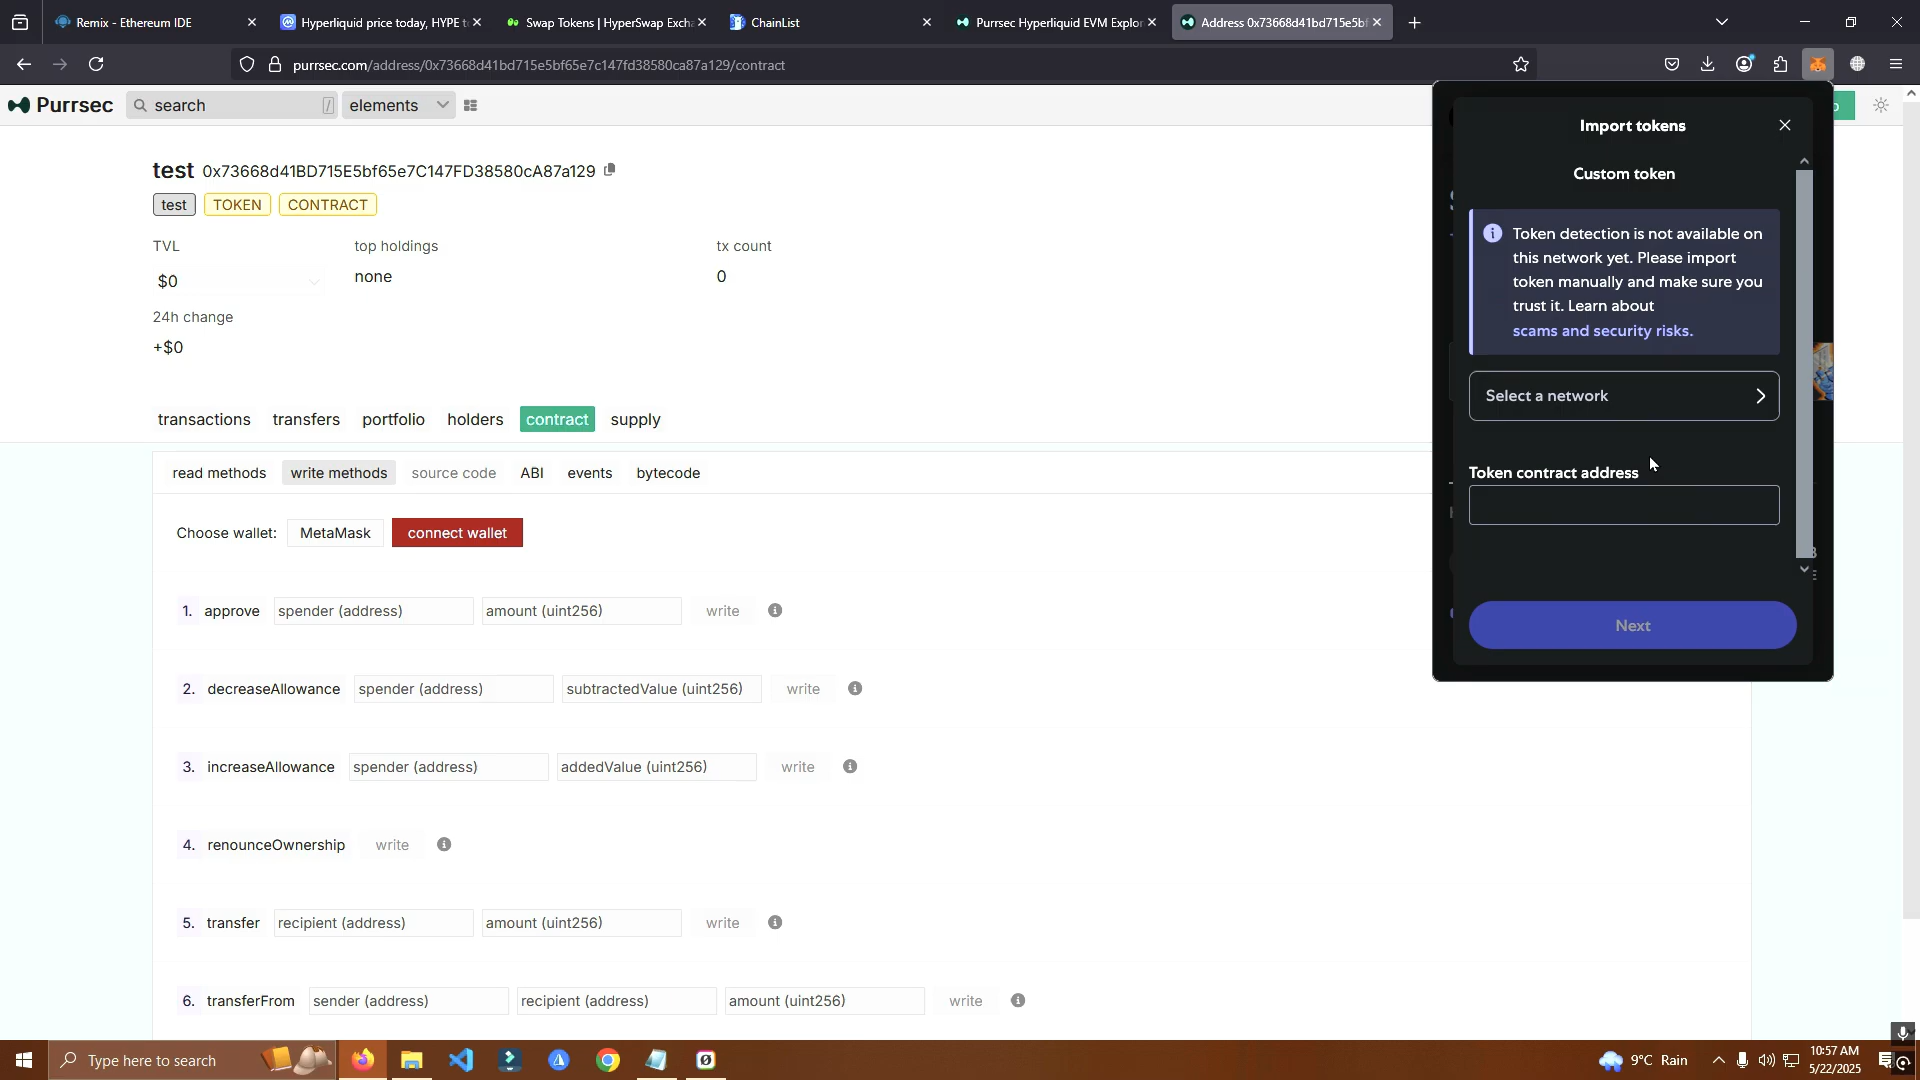 Remix - Ethereum IDE
Hyperliquid price today, HYPE t
Swap Tokens | HyperSwap Excha
ChainList
Purrsec Hyperliquid EVM Explor
Address 0x73668d41bd715e5bf
purrsec.com/address/0x73668d41bd715e5bf65e7c147fd38580ca87a129/contract
Purrsec
search
/
elements
test 0x73668d41BD715E5bf65e7C147FD38580cA87a129
test
TOKEN
CONTRACT
TVL
top holdings
tx count
$0
none
0
24h change
+$0
transactions
transfers
portfolio
holders
contract
supply
read methods
write methods
source code
ABI
events
bytecode
Choose wallet:
MetaMask
connect wallet
1. approve spender (address) amount (uint256) write
2. decreaseAllowance spender (address) subtractedValue (uint256) write
3. increaseAllowance spender (address) addedValue (uint256) write
4. renounceOwnership write
5. transfer recipient (address) amount (uint256) write
6. transferFrom sender (address) recipient (address) amount (uint256) write
Import tokens
Custom token
Token detection is not available on
this network yet. Please import
token manually and make sure you
trust it. Learn about
scams and security risks.
Select a network
Token contract address
Next
Type here to search
9°C Rain
10:57 AM
5/22/2025